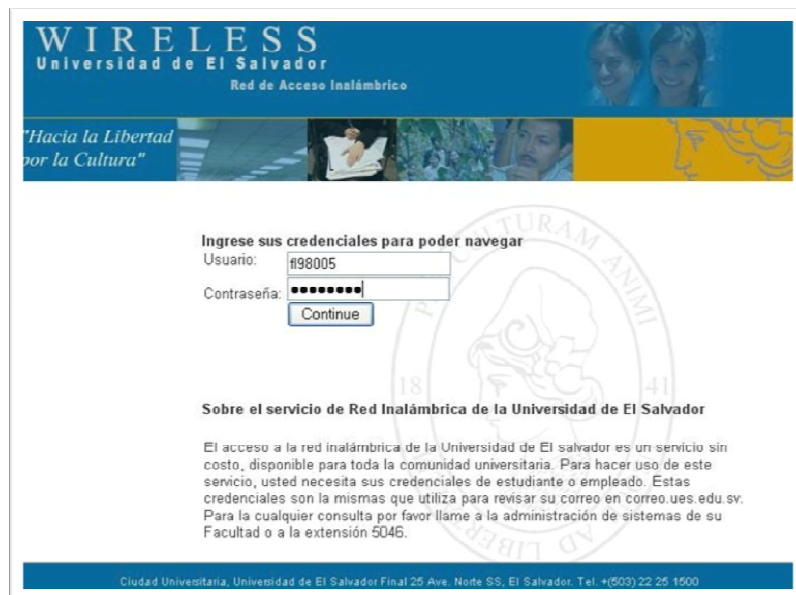 WIRELESS
Universidad de El Salvador
Red de Acceso Inalámbrico
"Hacia la Libertad
por la Cultura"
Ingrese sus credenciales para poder navegar
Usuario: fl98005
Contraseña: ●●●●●●●●
Continue
CULTURAM ANIMI
18 41
Sobre el servicio de Red Inalámbrica de la Universidad de El Salvador
El acceso a la red inalámbrica de la Universidad de El salvador es un servicio sin
costo, disponible para toda la comunidad universitaria. Para hacer uso de este
servicio, usted necesita sus credenciales de estudiante o empleado. Estas
credenciales son la mismas que utiliza para revisar su correo en correo.ues.edu.sv.
Para la cualquier consulta por favor llame a la administración de sistemas de su
Facultad o a la extensión 5046.
Ciudad Universitaria, Universidad de El Salvador Final 25 Ave. Norte SS, El Salvador. Tel. +(503) 22 25 1500